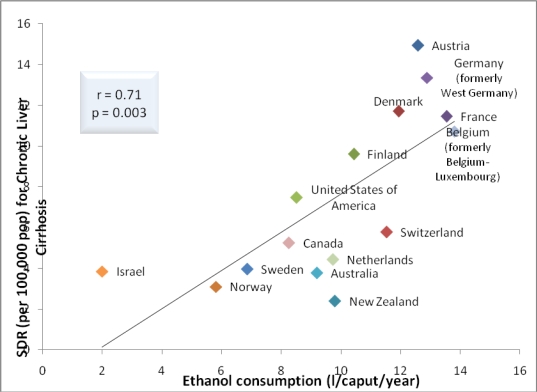 16
14
12
10
8
6
4
2
0
SDR (per 100,000 pop) for Chronic Liver
Cirrhosis
r = 0.71
p = 0.003
Austria
Germany
(formerly
West Germany)
Denmark
France
Belgium
(formerly
Belgium-
Luxembourg)
Finland
United States of
America
Switzerland
Canada
Netherlands
Israel
Sweden
Australia
Norway
New Zealand
0 2 4 6 8 10 12 14 16
Ethanol consumption (l/caput/year)